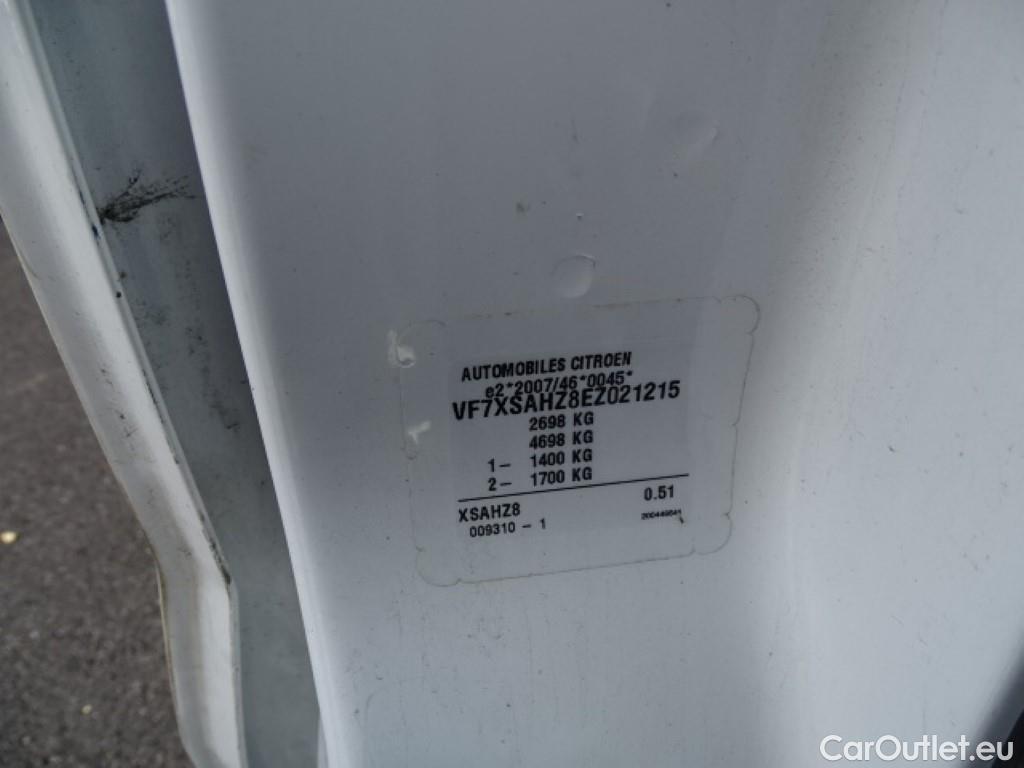 AUTOMOBILES CITROEN
e2*2007/46*0045*
VF7XSAHZ8EZ021215
2698 KG
4698 KG
1- 1400 KG
2- 1700 KG
XSAHZ8 0.51
009310 - 1
CarOutlet.eu